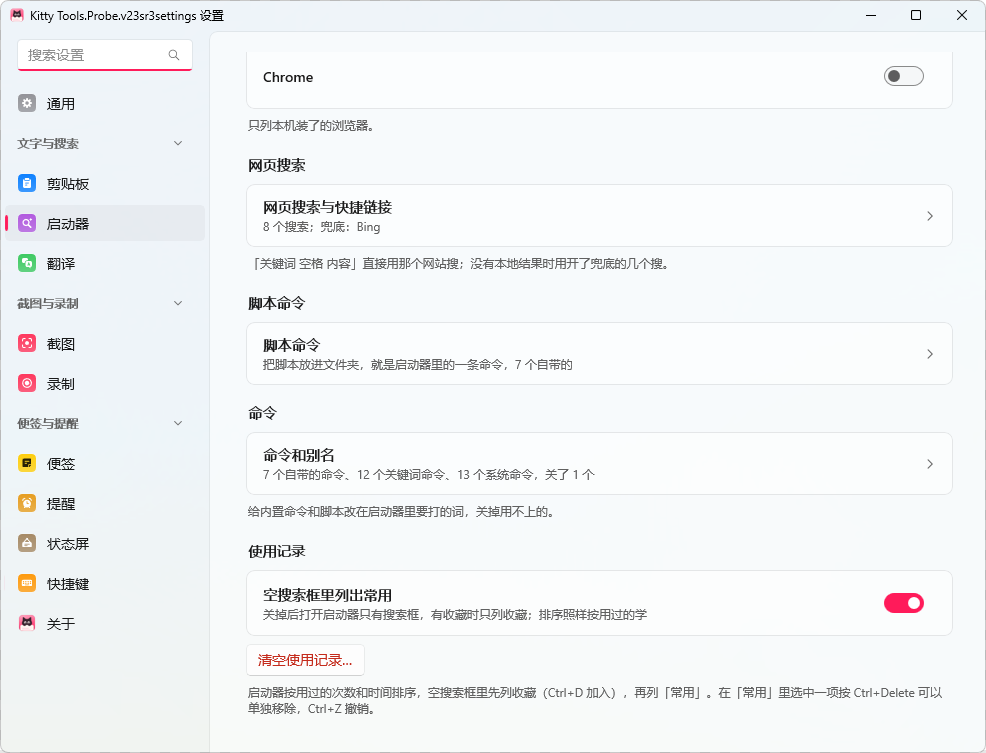 Kitty Tools.Probe.v23sr3settings 设置
搜索设置
通用
文字与搜索
剪贴板
启动器
翻译
截图与录制
截图
录制
便签与提醒
便签
提醒
状态屏
快捷键
关于
Chrome
只列本机装了的浏览器。
网页搜索
网页搜索与快捷链接
8 个搜索；兜底：Bing
「关键词 空格 内容」直接用那个网站搜；没有本地结果时用开了兜底的几个搜。
脚本命令
脚本命令
把脚本放进文件夹，就是启动器里的一条命令，7 个自带的
命令
命令和别名
7 个自带的命令、12 个关键词命令、13 个系统命令，关了 1 个
给内置命令和脚本改在启动器里要打的词，关掉用不上的。
使用记录
空搜索框里列出常用
关掉后打开启动器只有搜索框，有收藏时只列收藏；排序照样按用过的学
清空使用记录...
启动器按用过的次数和时间排序，空搜索框里先列收藏（Ctrl+D 加入），再列「常用」。在「常用」里选中一项按 Ctrl+Delete 可以
单独移除，Ctrl+Z 撤销。